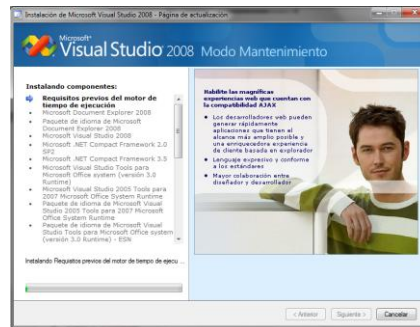 Instalación de Microsoft Visual Studio 2008 - Página de actualización
Microsoft
Visual Studio 2008 Modo Mantenimiento
Instalando componentes:
Requisitos previos del motor de
tiempo de ejecución
Microsoft Document Explorer 2008
Paquete de idioma de Microsoft
Document Explorer 2008
Microsoft Visual Studio 2008
Microsoft .NET Compact Framework 2.0
SP2
Microsoft .NET Compact Framework 3.5
Microsoft Visual Studio Tools para
Microsoft Office system (versión 3.0
Runtime)
Microsoft Visual Studio 2005 Tools para
2007 Microsoft Office System Runtime
Paquete de idioma de Microsoft Visual
Studio 2005 Tools para 2007 Microsoft
Office System Runtime
Paquete de idioma de Microsoft Visual
Studio Tools para Microsoft Office system
(versión 3.0 Runtime) - ESN
Instalando Requisitos previos del motor de tiempo de ejecu ...
Habilite las magníficas
experiencias web que cuentan con
la compatibilidad AJAX
Los desarrolladores web pueden
generar rápidamente
aplicaciones que tienen el
alcance más amplio posible y
una enriquecedora experiencia
de cliente basada en explorador
Lenguaje expresivo y conforme
a los estándares
Mayor colaboración entre
diseñador y desarrollador
< Anterior
Siguiente >
Cancelar